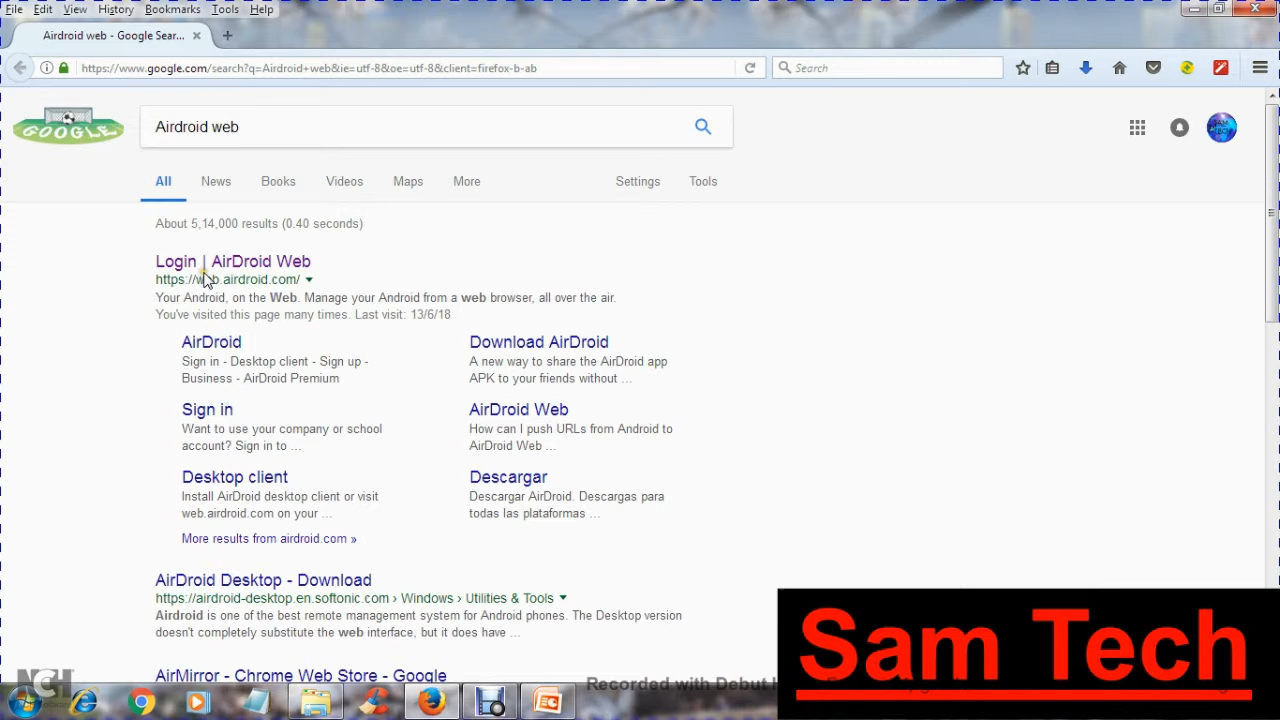 File Edit View History Bookmarks Tools Help
Airdroid web - Google Sear...
https://www.google.com/search?q=Airdroid+web&ie=utf-8&oe=utf-8&client=firefox-b-ab
Search
GOOGLE
Airdroid web
All News Books Videos Maps More Settings Tools
About 5,14,000 results (0.40 seconds)
Login | AirDroid Web
https://web.airdroid.com/
Your Android, on the Web. Manage your Android from a web browser, all over the air.
You've visited this page many times. Last visit: 13/6/18
AirDroid
Sign in - Desktop client - Sign up -
Business - AirDroid Premium
Download AirDroid
A new way to share the AirDroid app
APK to your friends without ...
Sign in
Want to use your company or school
account? Sign in to ...
AirDroid Web
How can I push URLs from Android to
AirDroid Web ...
Desktop client
Install AirDroid desktop client or visit
web.airdroid.com on your ...
Descargar
Descargar AirDroid. Descargas para
todas las plataformas ...
More results from airdroid.com »
AirDroid Desktop - Download
https://airdroid-desktop.en.softonic.com › Windows › Utilities & Tools
Airdroid is one of the best remote management system for Android phones. The Desktop version
doesn't completely substitute the web interface, but it does have ...
AirMirror - Chrome Web Store - Google
NCH
Recorded with Debut
Sam Tech